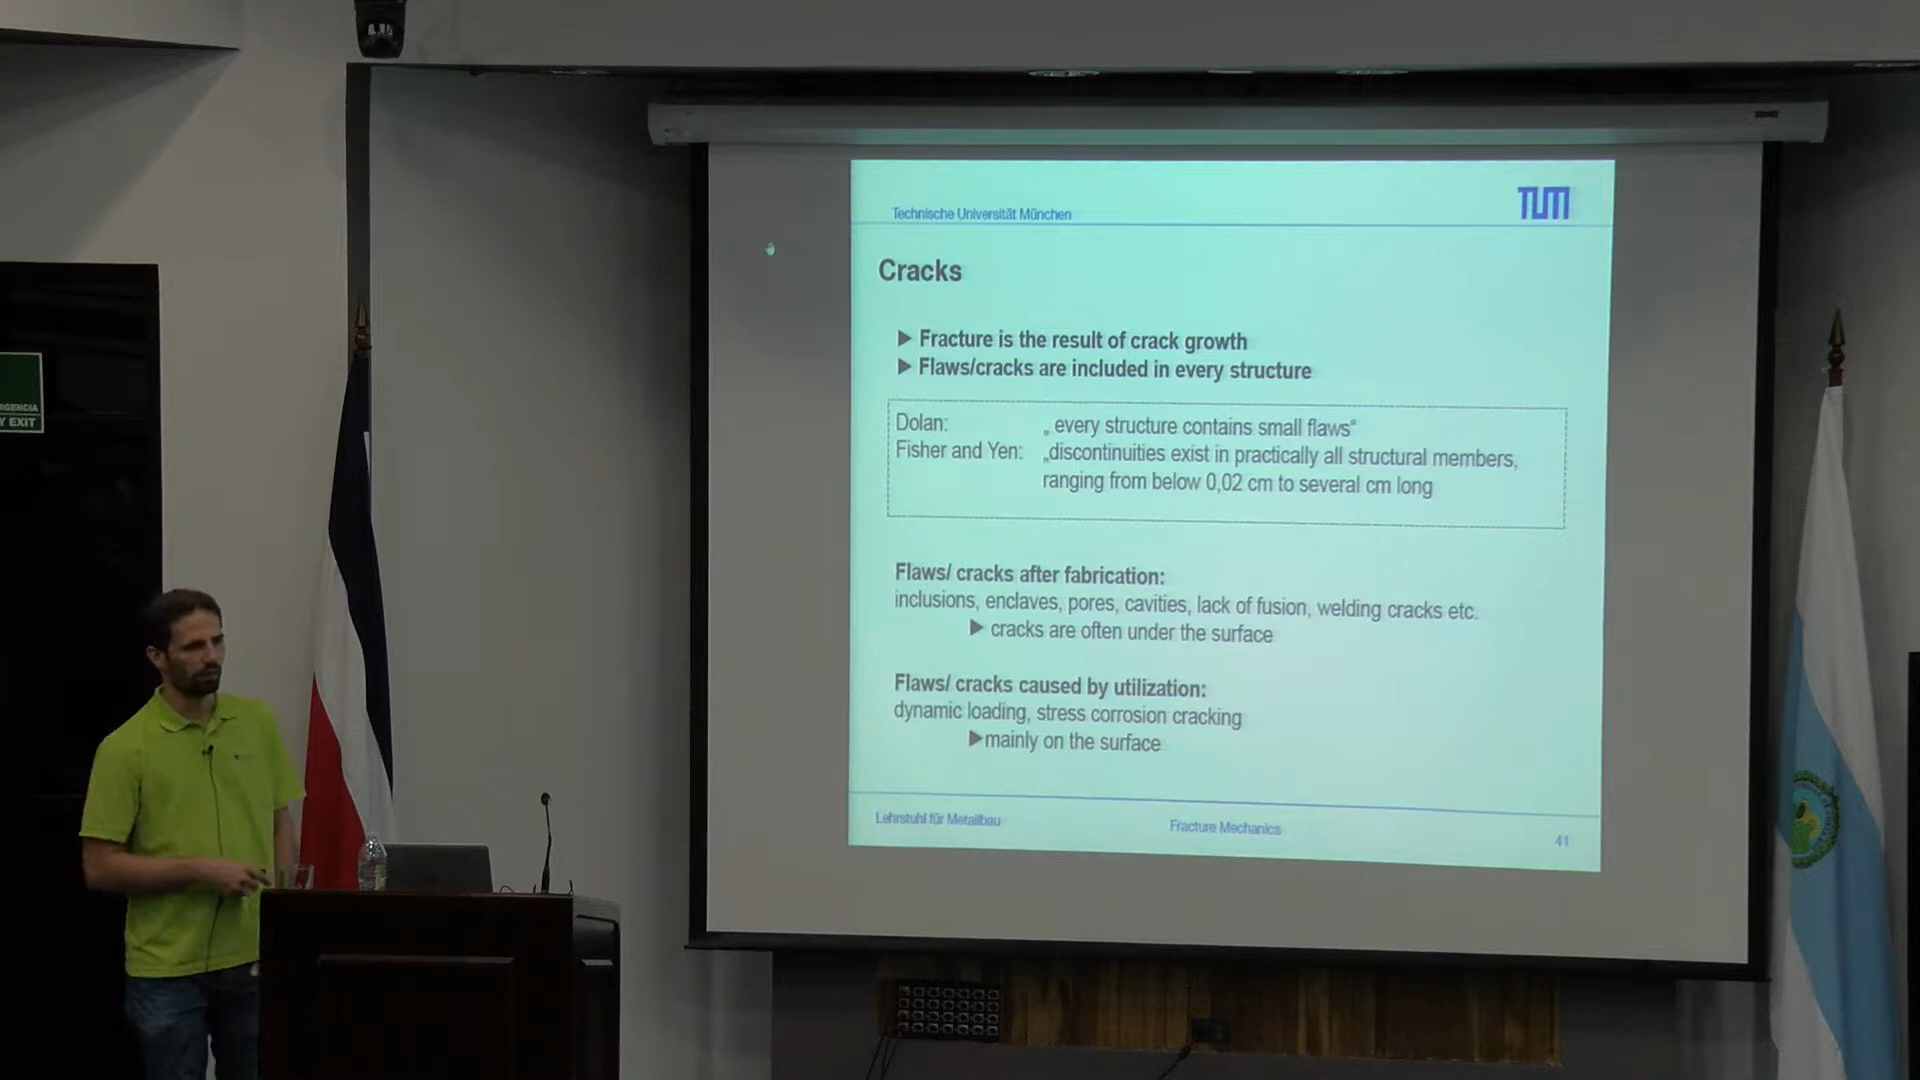 Technische Universität München
TUM
Cracks
▶ Fracture is the result of crack growth
▶ Flaws/cracks are included in every structure
Dolan: „ every structure contains small flaws“
Fisher and Yen: „discontinuities exist in practically all structural members,
ranging from below 0,02 cm to several cm long
Flaws/ cracks after fabrication:
inclusions, enclaves, pores, cavities, lack of fusion, welding cracks etc.
▶ cracks are often under the surface
Flaws/ cracks caused by utilization:
dynamic loading, stress corrosion cracking
▶mainly on the surface
Lehrstuhl für Metallbau
Fracture Mechanics
41
RGENCIA
Y EXIT